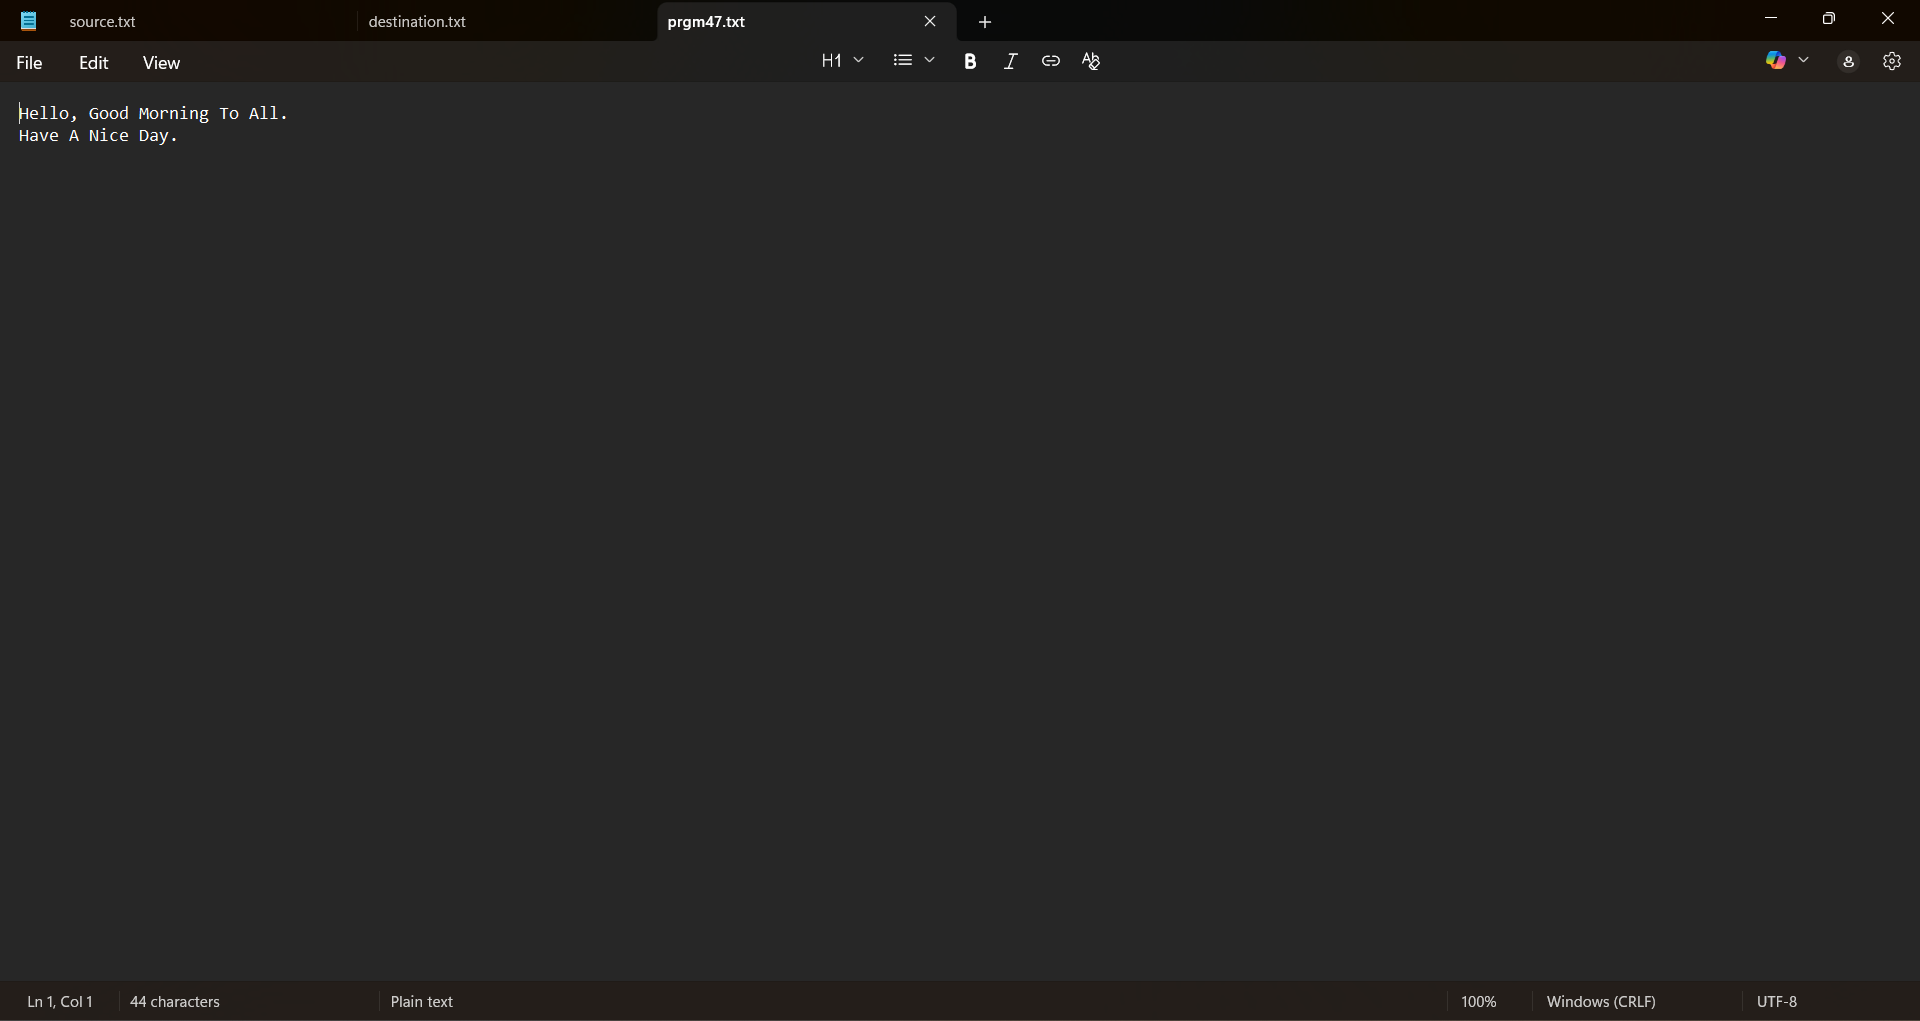 source.txt destination.txt prgm47.txt
File Edit View H1
Hello, Good Morning To All.
Have A Nice Day.
Ln 1, Col 1 44 characters Plain text 100% Windows (CRLF) UTF-8